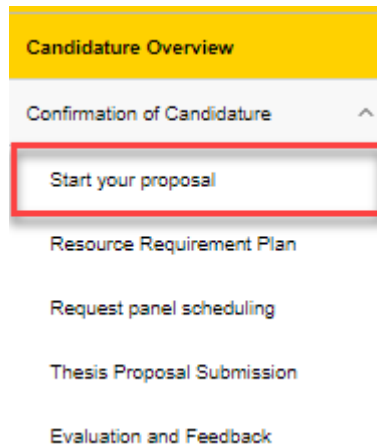 Candidature Overview
Confirmation of Candidature
Start your proposal
Resource Requirement Plan
Request panel scheduling
Thesis Proposal Submission
Evaluation and Feedback